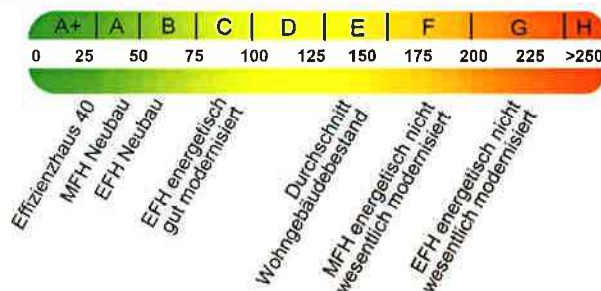 A+ A B C D E F G H
0 25 50 75 100 125 150 175 200 225 >250
Effizienzhaus 40
MFH Neubau
EFH Neubau
EFH energetisch
gut modernisiert
Durchschnitt
Wohngebäudebestand
MFH energetisch nicht
wesentlich modernisiert
EFH energetisch nicht
wesentlich modernisiert